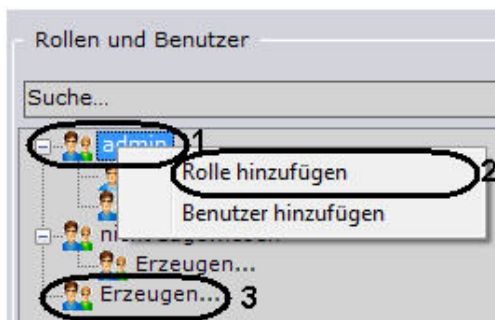 Rollen und Benutzer
Suche...
admin 1
Rolle hinzufügen 2
Benutzer hinzufügen
Erzeugen...
Erzeugen... 3